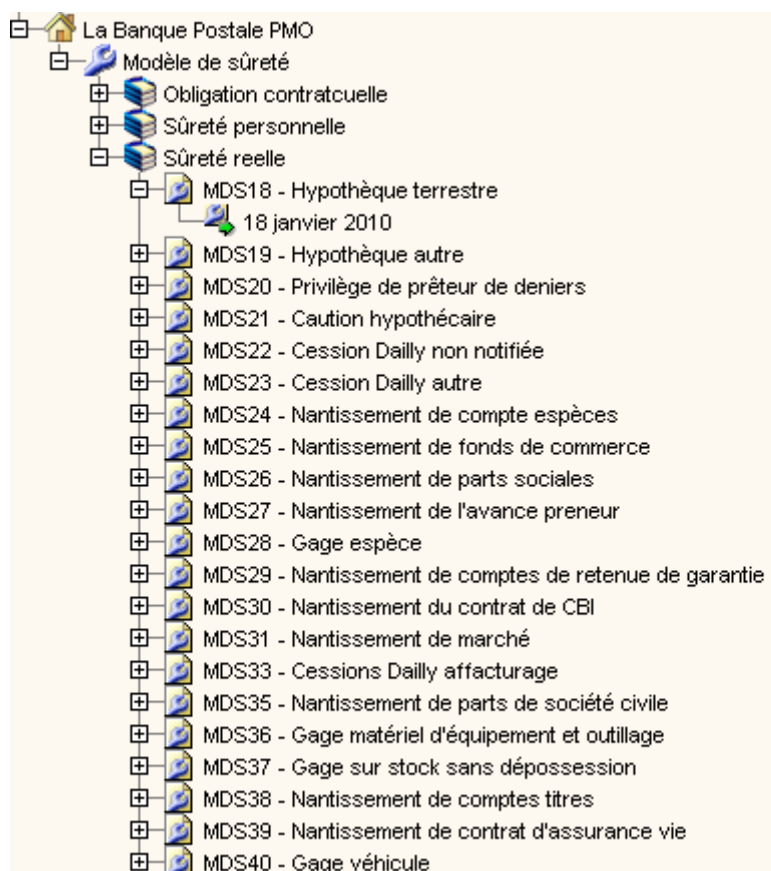 La Banque Postale PMO
Modèle de sûreté
Obligation contratcuelle
Sûreté personnelle
Sûreté reelle
MDS18 - Hypothèque terrestre
18 janvier 2010
MDS19 - Hypothèque autre
MDS20 - Privilège de prêteur de deniers
MDS21 - Caution hypothécaire
MDS22 - Cession Dailly non notifiée
MDS23 - Cession Dailly autre
MDS24 - Nantissement de compte espèces
MDS25 - Nantissement de fonds de commerce
MDS26 - Nantissement de parts sociales
MDS27 - Nantissement de l'avance preneur
MDS28 - Gage espèce
MDS29 - Nantissement de comptes de retenue de garantie
MDS30 - Nantissement du contrat de CBI
MDS31 - Nantissement de marché
MDS33 - Cessions Dailly affacturage
MDS35 - Nantissement de parts de société civile
MDS36 - Gage matériel d'équipement et outillage
MDS37 - Gage sur stock sans dépossession
MDS38 - Nantissement de comptes titres
MDS39 - Nantissement de contrat d'assurance vie
MDS40 - Gage véhicule